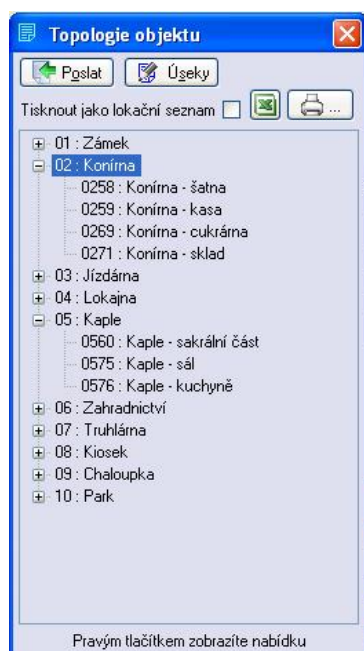 Topologie objektu
Poslat Úseky
Tisknout jako lokační seznam ...
01 : Zámek
02 : Konírna
0258 : Konírna - šatna
0259 : Konírna - kasa
0269 : Konírna - cukrárna
0271 : Konírna - sklad
03 : Jízdárna
04 : Lokajna
05 : Kaple
0560 : Kaple - sakrální část
0575 : Kaple - sál
0576 : Kaple - kuchyně
06 : Zahradnictví
07 : Truhlárna
08 : Kiosek
09 : Chaloupka
10 : Park
Pravým tlačítkem zobrazíte nabídku